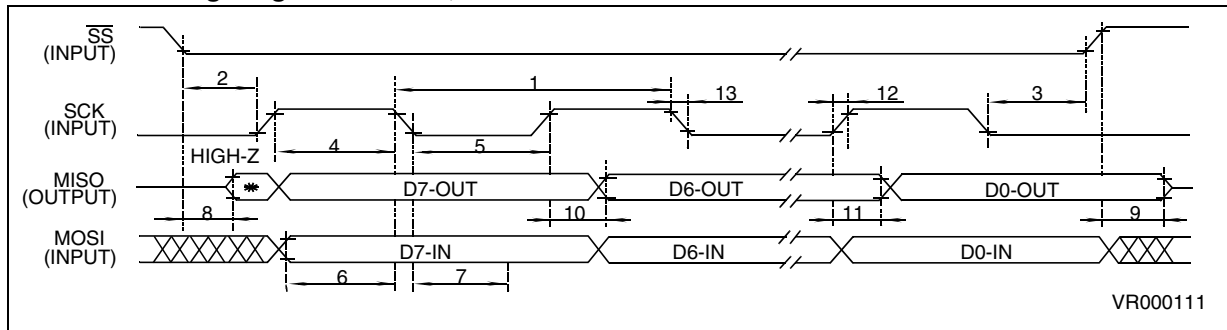 SS
(INPUT)
2
1
13
12
3
SCK
(INPUT)
4
5
HIGH-Z
MISO
(OUTPUT)
*
D7-OUT
D6-OUT
D0-OUT
8
10
11
9
MOSI
(INPUT)
D7-IN
D6-IN
D0-IN
6
7
VR000111